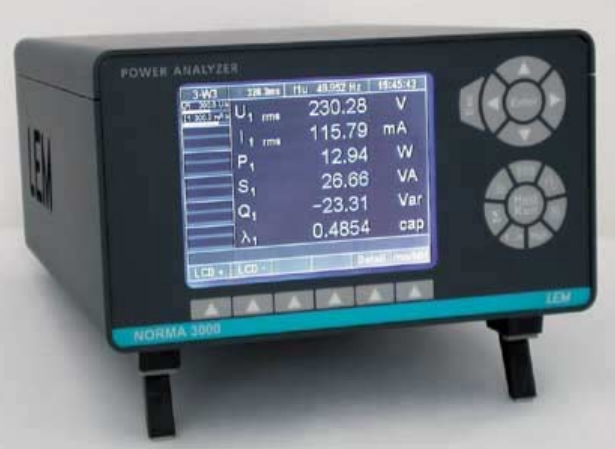 POWER ANALYZER
LEM
3-W3 328.3ms Hu 49.952 Hz 15:45:43
U1 rms 230.28 V
I1 rms 115.79 mA
P1 12.94 W
S1 26.66 VA
Q1 -23.31 Var
λ1 0.4854 cap
LCD + LCD - Detail
Enter
NORMA 3000
LEM